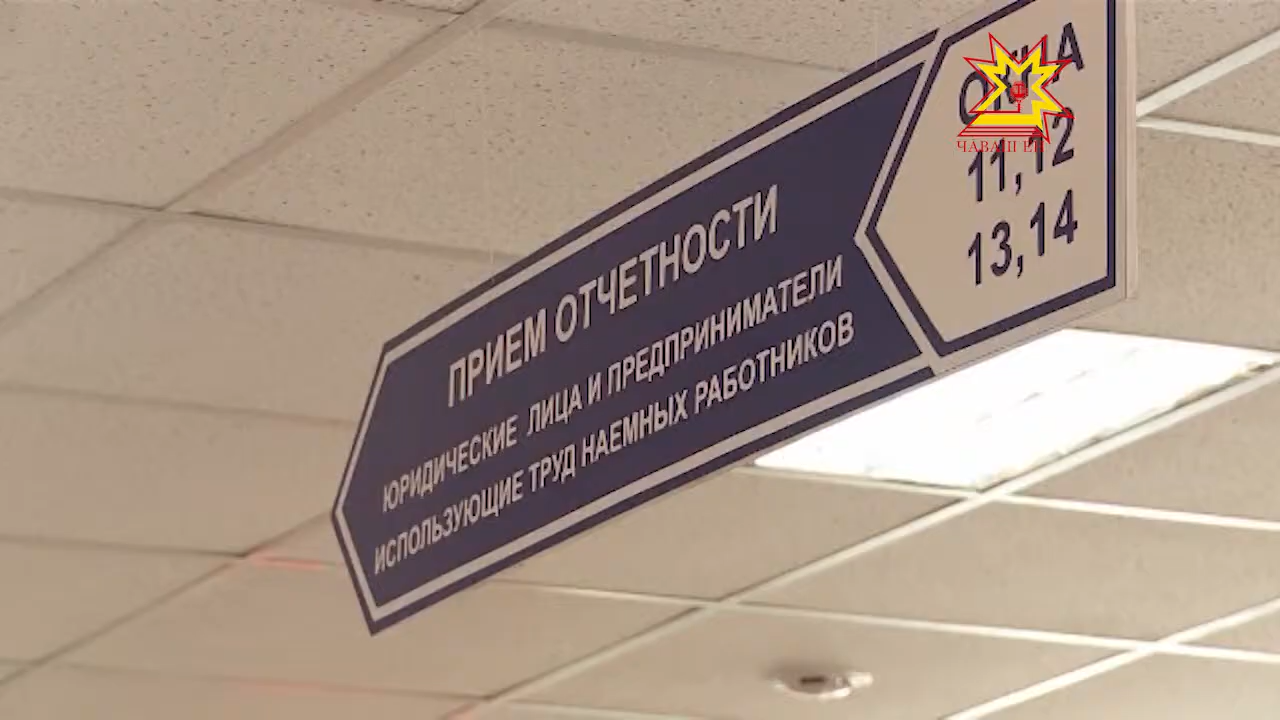 ПРИЕМ ОТЧЕТНОСТИ
ЮРИДИЧЕСКИЕ ЛИЦА И ПРЕДПРИНИМАТЕЛИ
ИСПОЛЬЗУЮЩИЕ ТРУД НАЕМНЫХ РАБОТНИКОВ
11,12
13,14